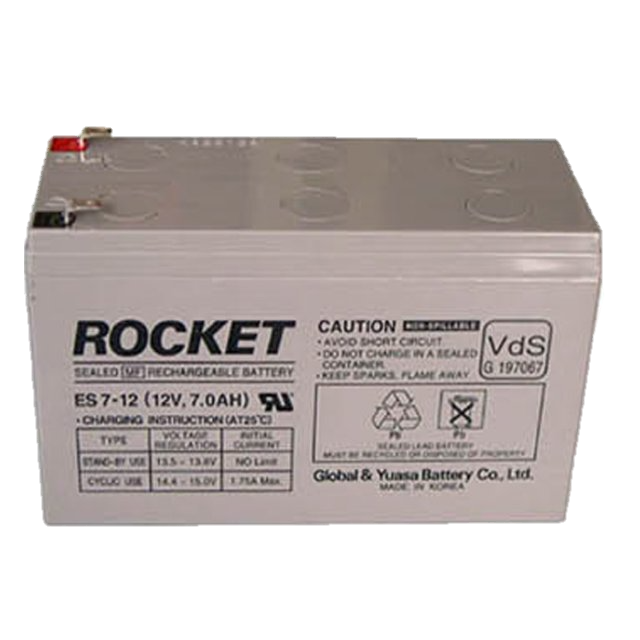 ROCKET
SEALED MF RECHARGEABLE BATTERY
ES 7-12 (12V, 7.0AH)
• CHARGING INSTRUCTION (AT25℃)
TYPE VOLTAGE REGULATION INITIAL CURRENT
STAND-BY USE 13.5 - 13.8V NO Limit
CYCLIC USE 14.4 - 15.0V 1.75A Max.
CAUTION NON-SPILLABLE
• AVOID SHORT CIRCUIT.
• DO NOT CHARGE IN A SEALED
CONTAINER.
• KEEP SPARKS, FLAME AWAY
VdS
G 197067
Pb Pb
SEALED LEAD BATTERY
MUST BE RECYCLED OR DISPOSED OF PROPERLY
Global & Yuasa Battery Co., Ltd.
MADE IN KOREA